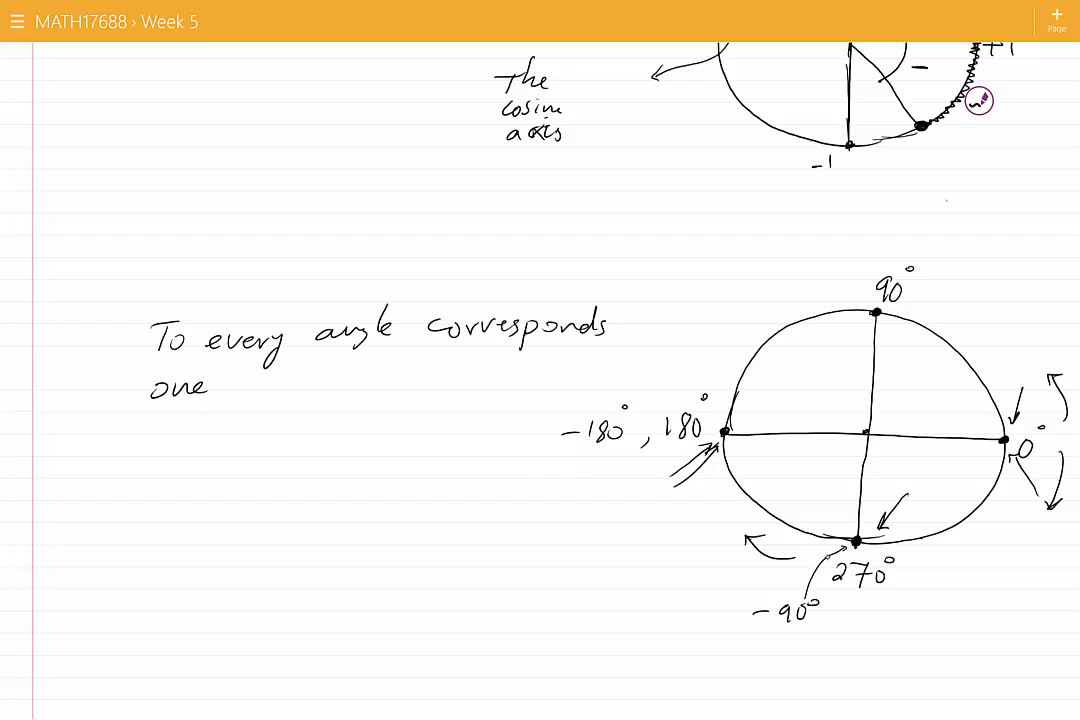 MATH17688 › Week 5
+
Page
+1
The
cosine
axis
−
-1
90°
To every angle corresponds
one
-180°, 180°
0°
270°
-90°